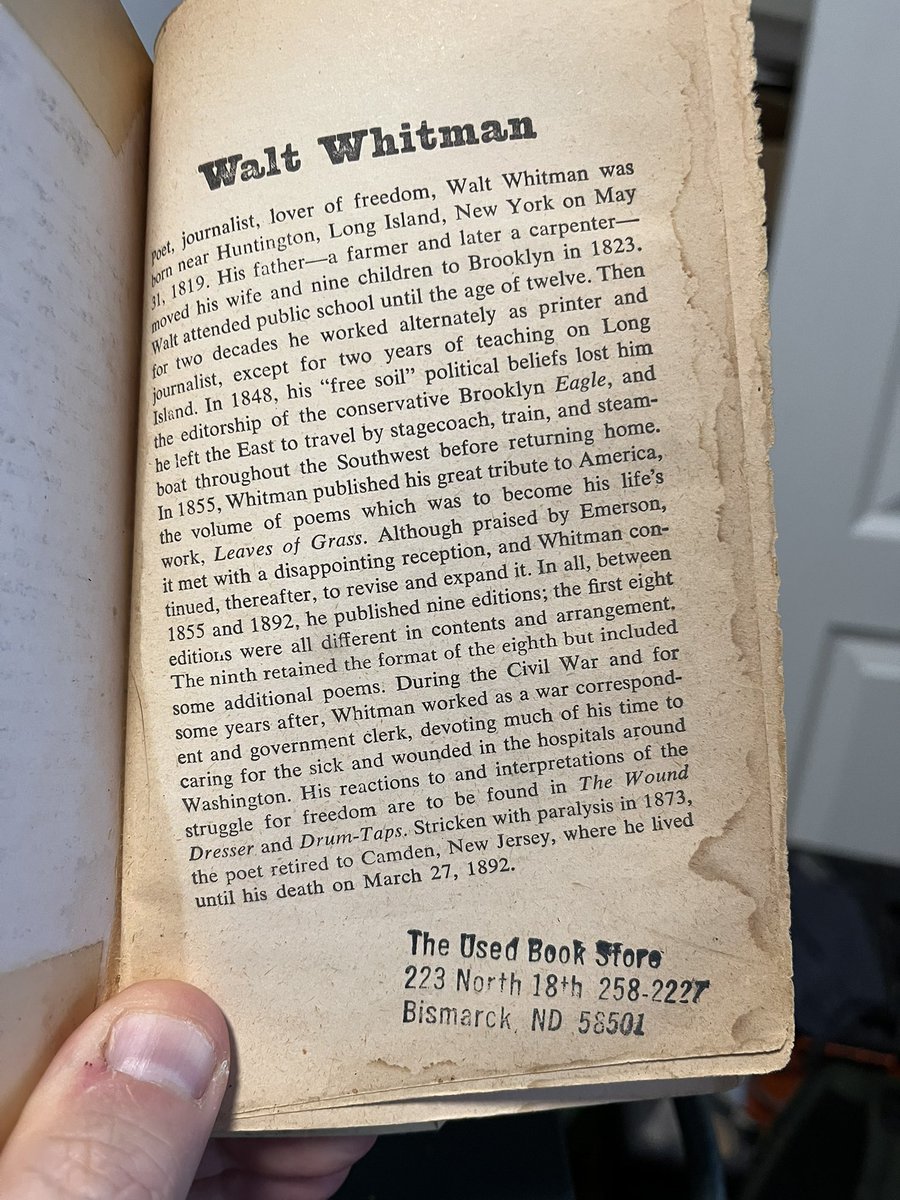 Walt Whitman
Poet, journalist, lover of freedom, Walt Whitman was
born near Huntington, Long Island, New York on May
31, 1819. His father—a farmer and later a carpenter—
moved his wife and nine children to Brooklyn in 1823.
Walt attended public school until the age of twelve. Then
for two decades he worked alternately as printer and
journalist, except for two years of teaching on Long
Island. In 1848, his “free soil” political beliefs lost him
the editorship of the conservative Brooklyn Eagle, and
he left the East to travel by stagecoach, train, and steam-
boat throughout the Southwest before returning home.
In 1855, Whitman published his great tribute to America,
the volume of poems which was to become his life’s
work, Leaves of Grass. Although praised by Emerson,
it met with a disappointing reception, and Whitman con-
tinued, thereafter, to revise and expand it. In all, between
1855 and 1892, he published nine editions; the first eight
editions were all different in contents and arrangement.
The ninth retained the format of the eighth but included
some additional poems. During the Civil War and for
some years after, Whitman worked as a war correspond-
ent and government clerk, devoting much of his time to
caring for the sick and wounded in the hospitals around
Washington. His reactions to and interpretations of the
struggle for freedom are to be found in The Wound
Dresser and Drum-Taps. Stricken with paralysis in 1873,
the poet retired to Camden, New Jersey, where he lived
until his death on March 27, 1892.
The Used Book Store
223 North 18th 258-2227
Bismarck, ND 58501